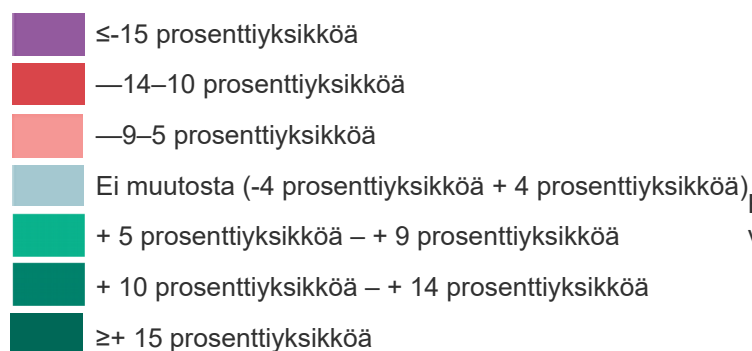 ≤-15 prosenttiyksikköä
—14–10 prosenttiyksikköä
—9–5 prosenttiyksikköä
Ei muutosta (-4 prosenttiyksikköä + 4 prosenttiyksikköä)
+ 5 prosenttiyksikköä – + 9 prosenttiyksikköä
+ 10 prosenttiyksikköä – + 14 prosenttiyksikköä
≥+ 15 prosenttiyksikköä